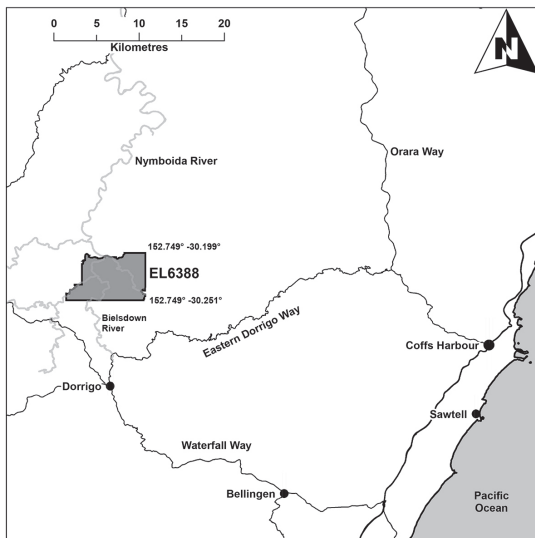 0 5 10 15 20
Kilometres
N
Nymboida River
Orara Way
152.749° -30.199°
EL6388
152.749° -30.251°
Bielsdown
River
Eastern Dorrigo Way
Coffs Harbour
Dorrigo
Sawtell
Waterfall Way
Bellingen
Pacific
Ocean